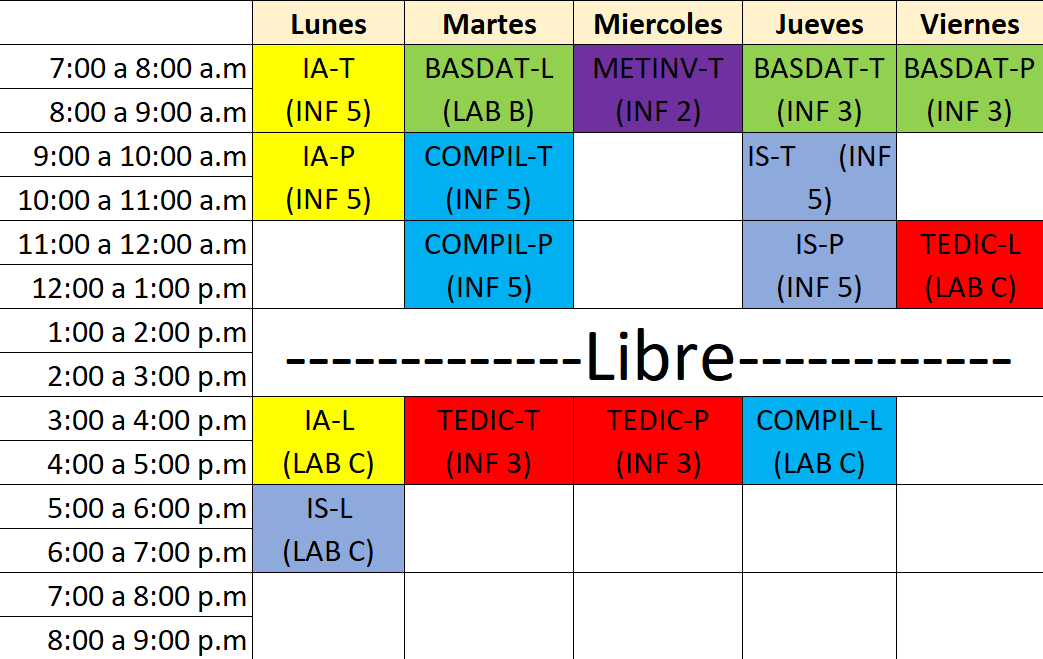 Lunes Martes Miercoles Jueves Viernes
7:00 a 8:00 a.m IA-T BASDAT-L METINV-T BASDAT-T BASDAT-P
8:00 a 9:00 a.m (INF 5) (LAB B) (INF 2) (INF 3) (INF 3)
9:00 a 10:00 a.m IA-P COMPIL-T IS-T (INF
10:00 a 11:00 a.m (INF 5) (INF 5) 5)
11:00 a 12:00 a.m COMPIL-P IS-P TEDIC-L
12:00 a 1:00 p.m (INF 5) (INF 5) (LAB C)
1:00 a 2:00 p.m
-------------Libre------------
2:00 a 3:00 p.m
3:00 a 4:00 p.m IA-L TEDIC-T TEDIC-P COMPIL-L
4:00 a 5:00 p.m (LAB C) (INF 3) (INF 3) (LAB C)
5:00 a 6:00 p.m IS-L
6:00 a 7:00 p.m (LAB C)
7:00 a 8:00 p.m
8:00 a 9:00 p.m